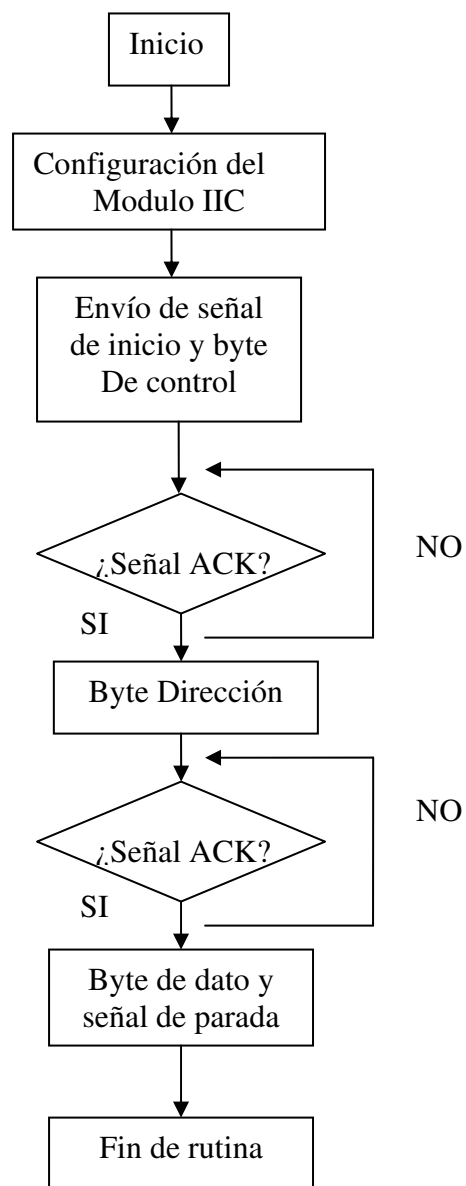 Inicio
Configuración del
Modulo IIC
Envío de señal
de inicio y byte
De control
¿Señal ACK?
NO
SI
Byte Dirección
¿Señal ACK?
NO
SI
Byte de dato y
señal de parada
Fin de rutina